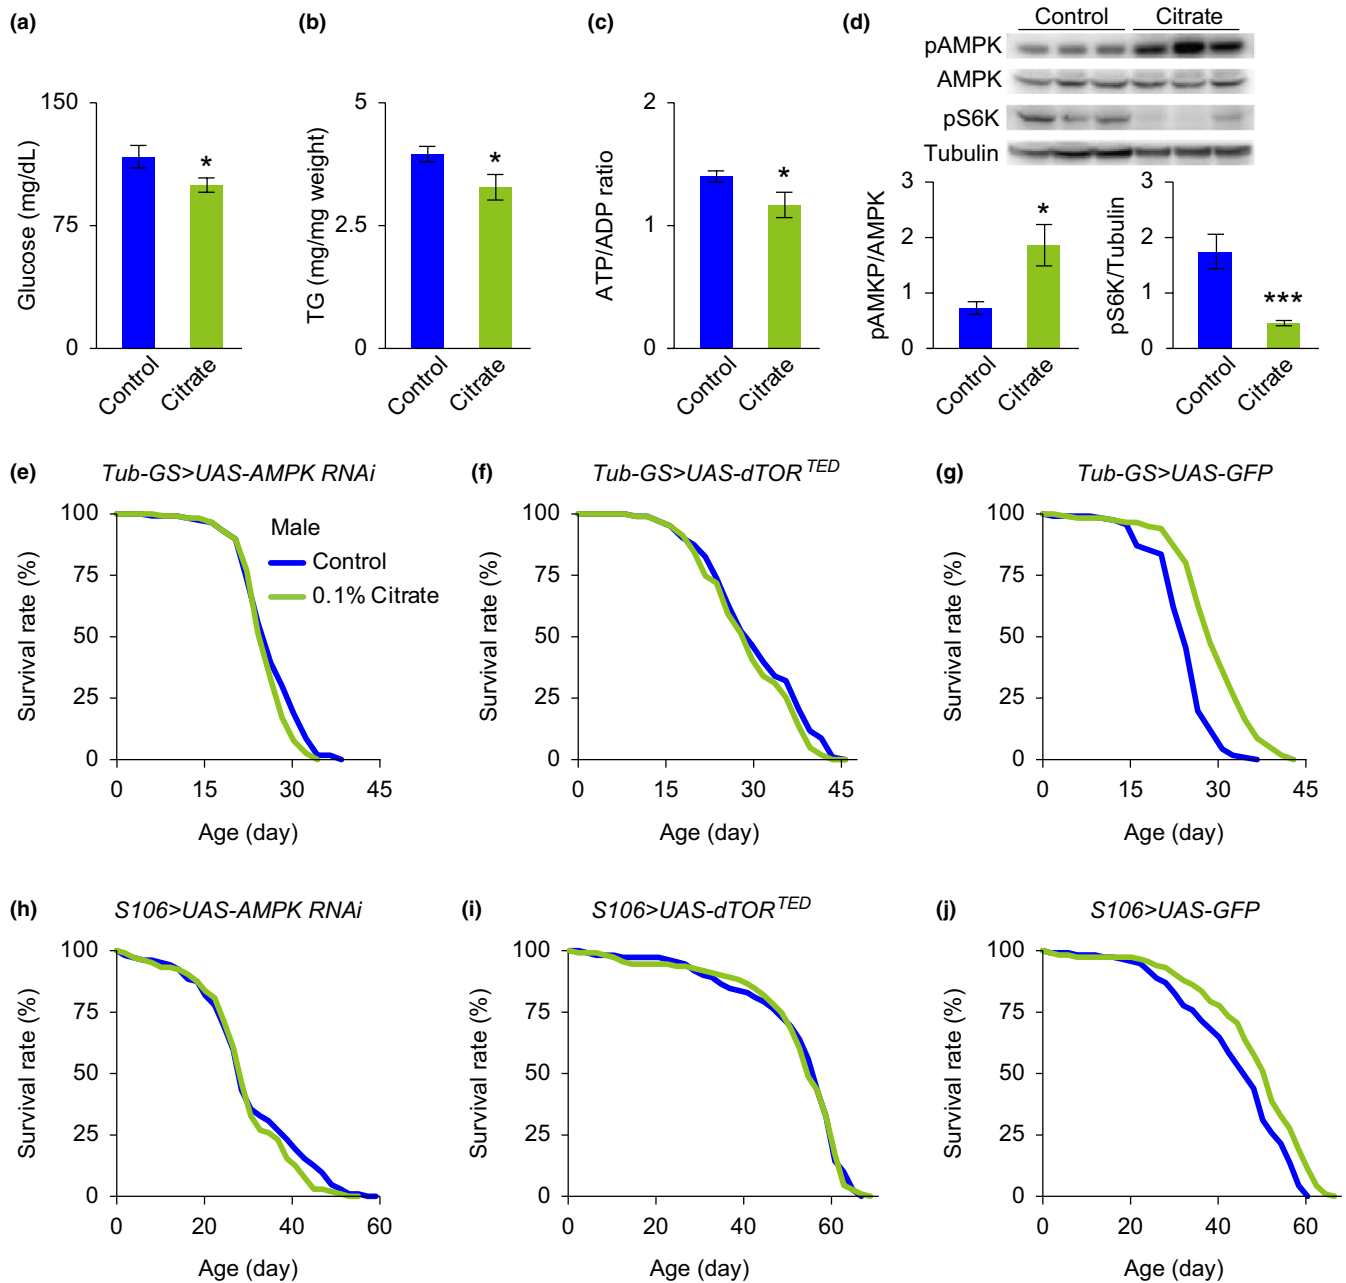 (a)
Glucose (mg/dL)
150
75
0
*
Control
Citrate
(b)
TG (mg/mg weight)
5
2.5
0
*
Control
Citrate
(c)
ATP/ADP ratio
2
1
0
*
Control
Citrate
(d)
Control
Citrate
pAMPK
AMPK
pS6K
Tubulin
pAMKP/AMPK
3
2
1
0
*
Control
Citrate
pS6K/Tubulin
3
2
1
0
***
Control
Citrate
(e)
Tub-GS>UAS-AMPK RNAi
Survival rate (%)
100
75
50
25
0
Male
Control
0.1% Citrate
0 15 30 45
Age (day)
(f)
Tub-GS>UAS-dTOR TED
Survival rate (%)
100
75
50
25
0
0 15 30 45
Age (day)
(g)
Tub-GS>UAS-GFP
Survival rate (%)
100
75
50
25
0
0 15 30 45
Age (day)
(h)
S106>UAS-AMPK RNAi
Survival rate (%)
100
75
50
25
0
0 20 40 60
Age (day)
(i)
S106>UAS-dTOR TED
Survival rate (%)
100
75
50
25
0
0 20 40 60
Age (day)
(j)
S106>UAS-GFP
Survival rate (%)
100
75
50
25
0
0 20 40 60
Age (day)